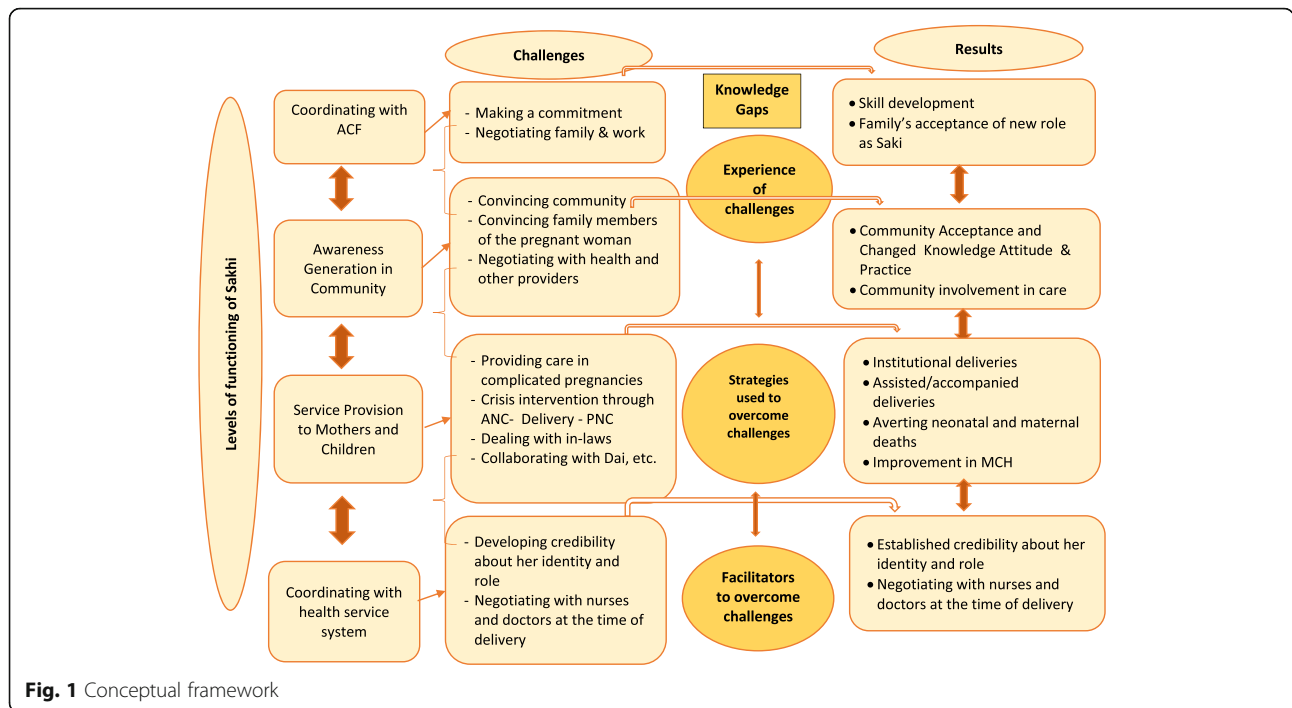 Challenges
Results
Knowledge
Gaps
Levels of functioning of Sakhi
Coordinating with
ACF
- Making a commitment
- Negotiating family & work
• Skill development
• Family's acceptance of new role
as Saki
Experience
of
challenges
Awareness
Generation in
Community
- Convincing community
- Convincing family members
of the pregnant woman
- Negotiating with health and
other providers
• Community Acceptance and
Changed Knowledge Attitude &
Practice
• Community involvement in care
Service Provision
to Mothers and
Children
- Providing care in
complicated pregnancies
- Crisis intervention through
ANC- Delivery - PNC
- Dealing with in-laws
- Collaborating with Dai, etc.
Strategies
used to
overcome
challenges
• Institutional deliveries
• Assisted/accompanied
deliveries
• Averting neonatal and maternal
deaths
• Improvement in MCH
Coordinating with
health service
system
- Developing credibility
about her identity and
role
- Negotiating with nurses
and doctors at the time of
delivery
Facilitators
to overcome
challenges
• Established credibility about her
identity and role
• Negotiating with nurses and
doctors at the time of delivery
Fig. 1 Conceptual framework